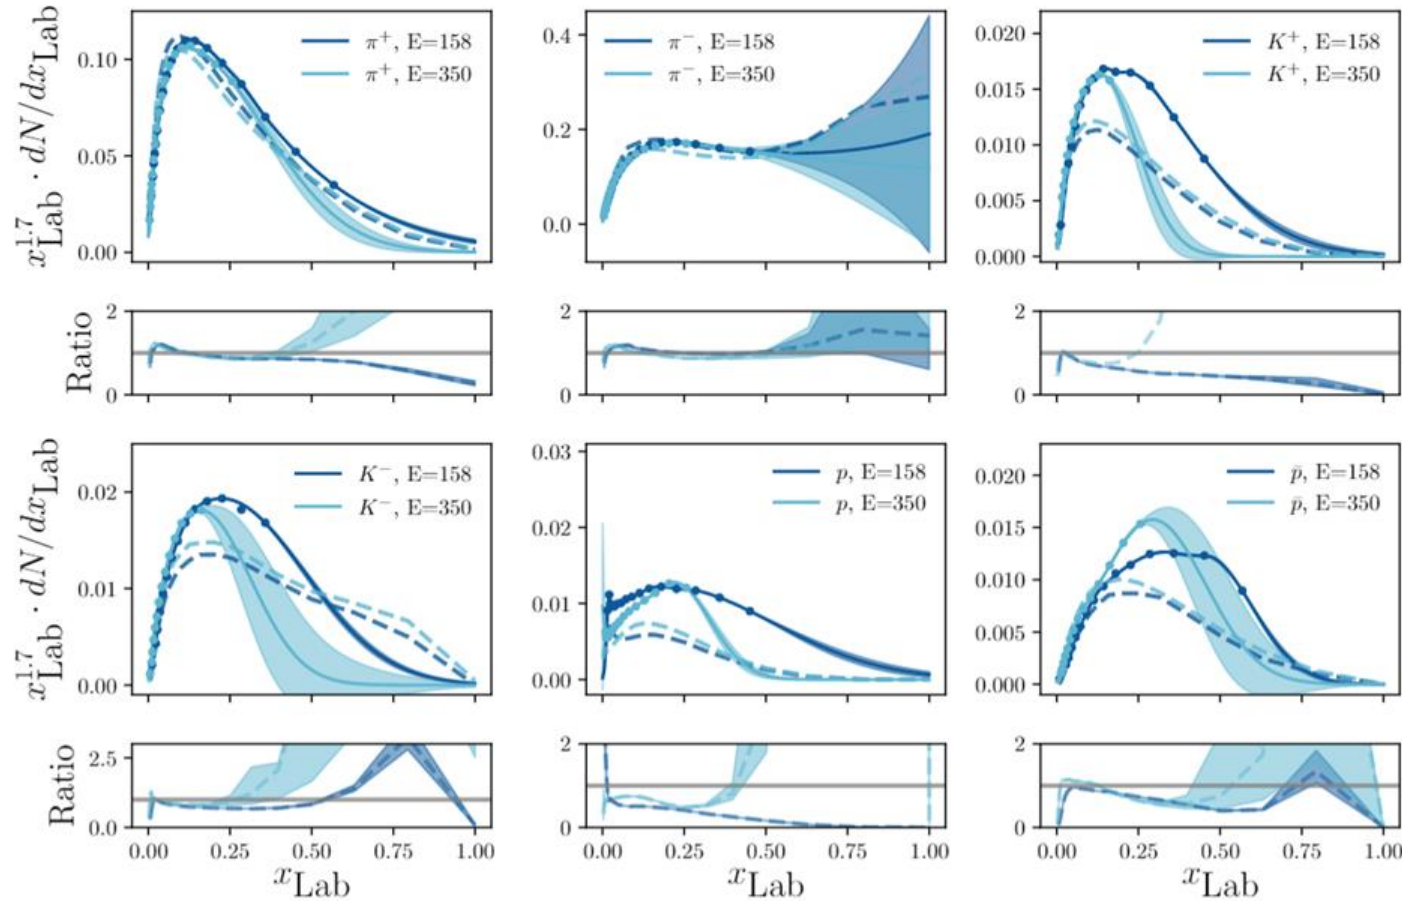 x_Lab^1.7 · dN/dx_Lab
0.10
0.05
0.00
π⁺, E=158
π⁺, E=350
0.4
0.2
0.0
π⁻, E=158
π⁻, E=350
0.020
0.015
0.010
0.005
0.000
K⁺, E=158
K⁺, E=350
Ratio
2
0
2
0
2
0
x_Lab^1.7 · dN/dx_Lab
0.02
0.01
0.00
K⁻, E=158
K⁻, E=350
0.03
0.02
0.01
0.00
p, E=158
p, E=350
0.020
0.015
0.010
0.005
0.000
p̄, E=158
p̄, E=350
Ratio
2.5
0.0
2
0
2
0
0.00 0.25 0.50 0.75 1.00
0.00 0.25 0.50 0.75 1.00
0.00 0.25 0.50 0.75 1.00
x_Lab
x_Lab
x_Lab